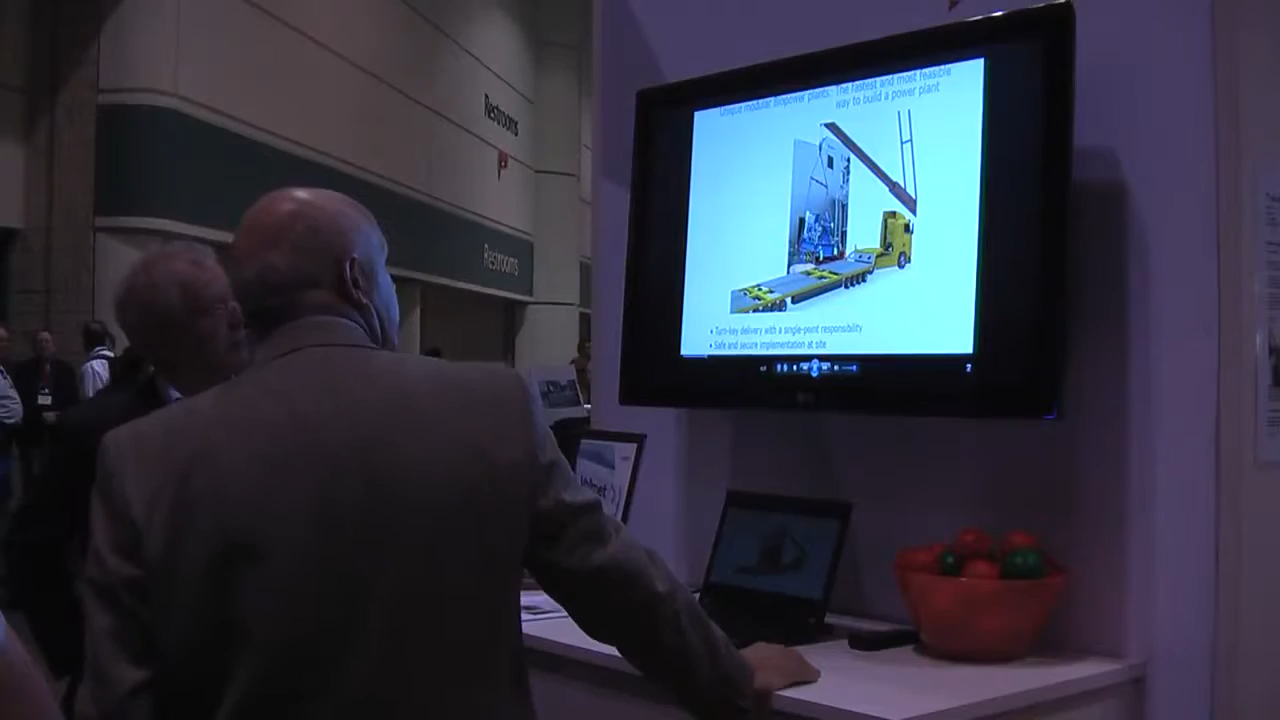 Restrooms
Restrooms
Unique modular Biopower plants: The fastest and most feasible
way to build a power plant
• Turn-key delivery with a single-point responsibility
• Safe and secure implementation at site
Valmet